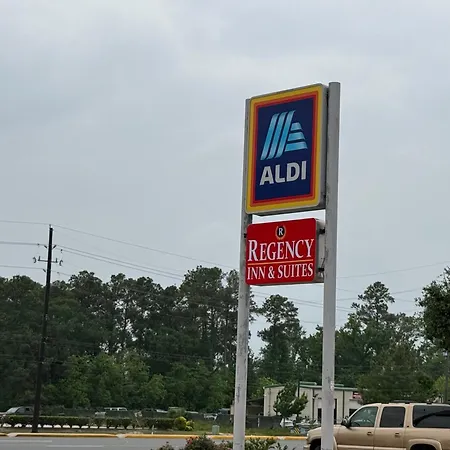 ALDI
R
REGENCY
INN & SUITES